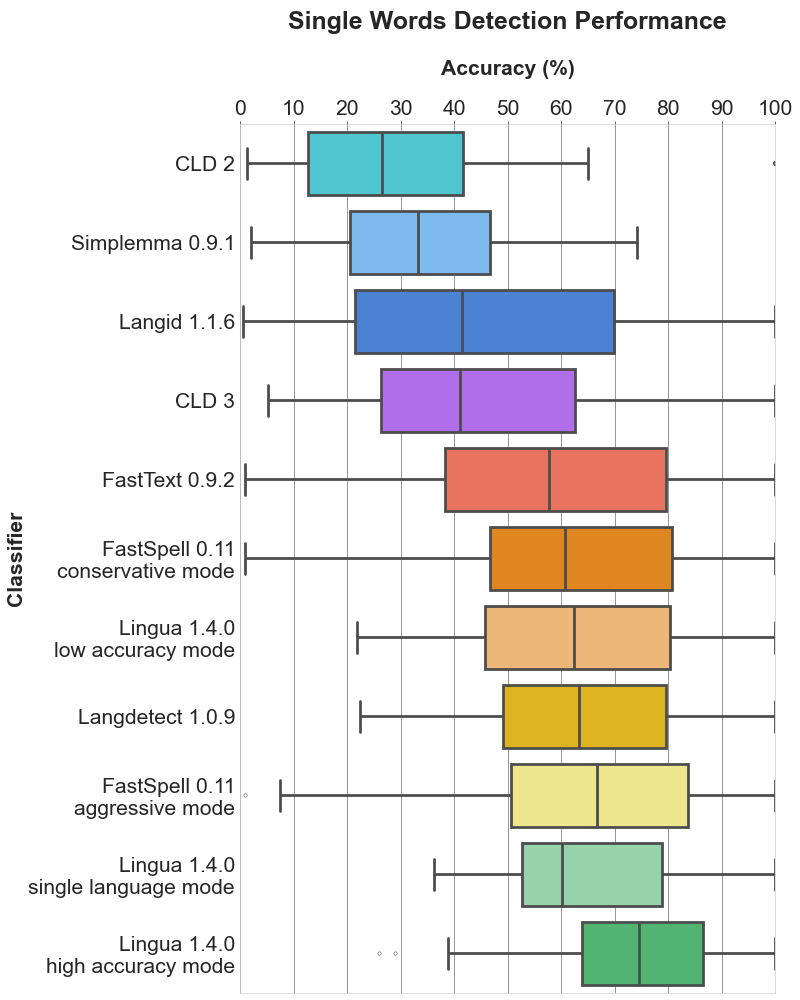 Single Words Detection Performance
Accuracy (%)
0 10 20 30 40 50 60 70 80 90 100
Classifier
CLD 2
Simplemma 0.9.1
Langid 1.1.6
CLD 3
FastText 0.9.2
FastSpell 0.11
conservative mode
Lingua 1.4.0
low accuracy mode
Langdetect 1.0.9
FastSpell 0.11
aggressive mode
Lingua 1.4.0
single language mode
Lingua 1.4.0
high accuracy mode